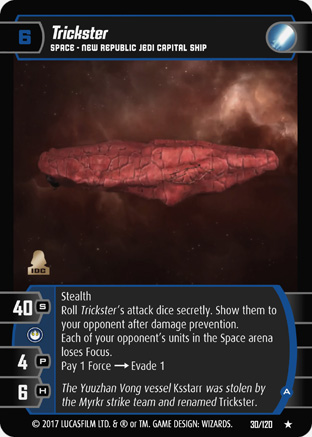 6
Trickster
SPACE - NEW REPUBLIC JEDI CAPITAL SHIP
IDC
40 S
4 P
6 H
Stealth
Roll Trickster's attack dice secretly. Show them to
your opponent after damage prevention.
Each of your opponent's units in the Space arena
loses Focus.
Pay 1 Force → Evade 1
The Yuuzhan Vong vessel Ksstarr was stolen by
the Myrkr strike team and renamed Trickster.
A
© 2017 LUCASFILM LTD. & ® or TM. GAME DESIGN: WIZARDS.
30/120 ★